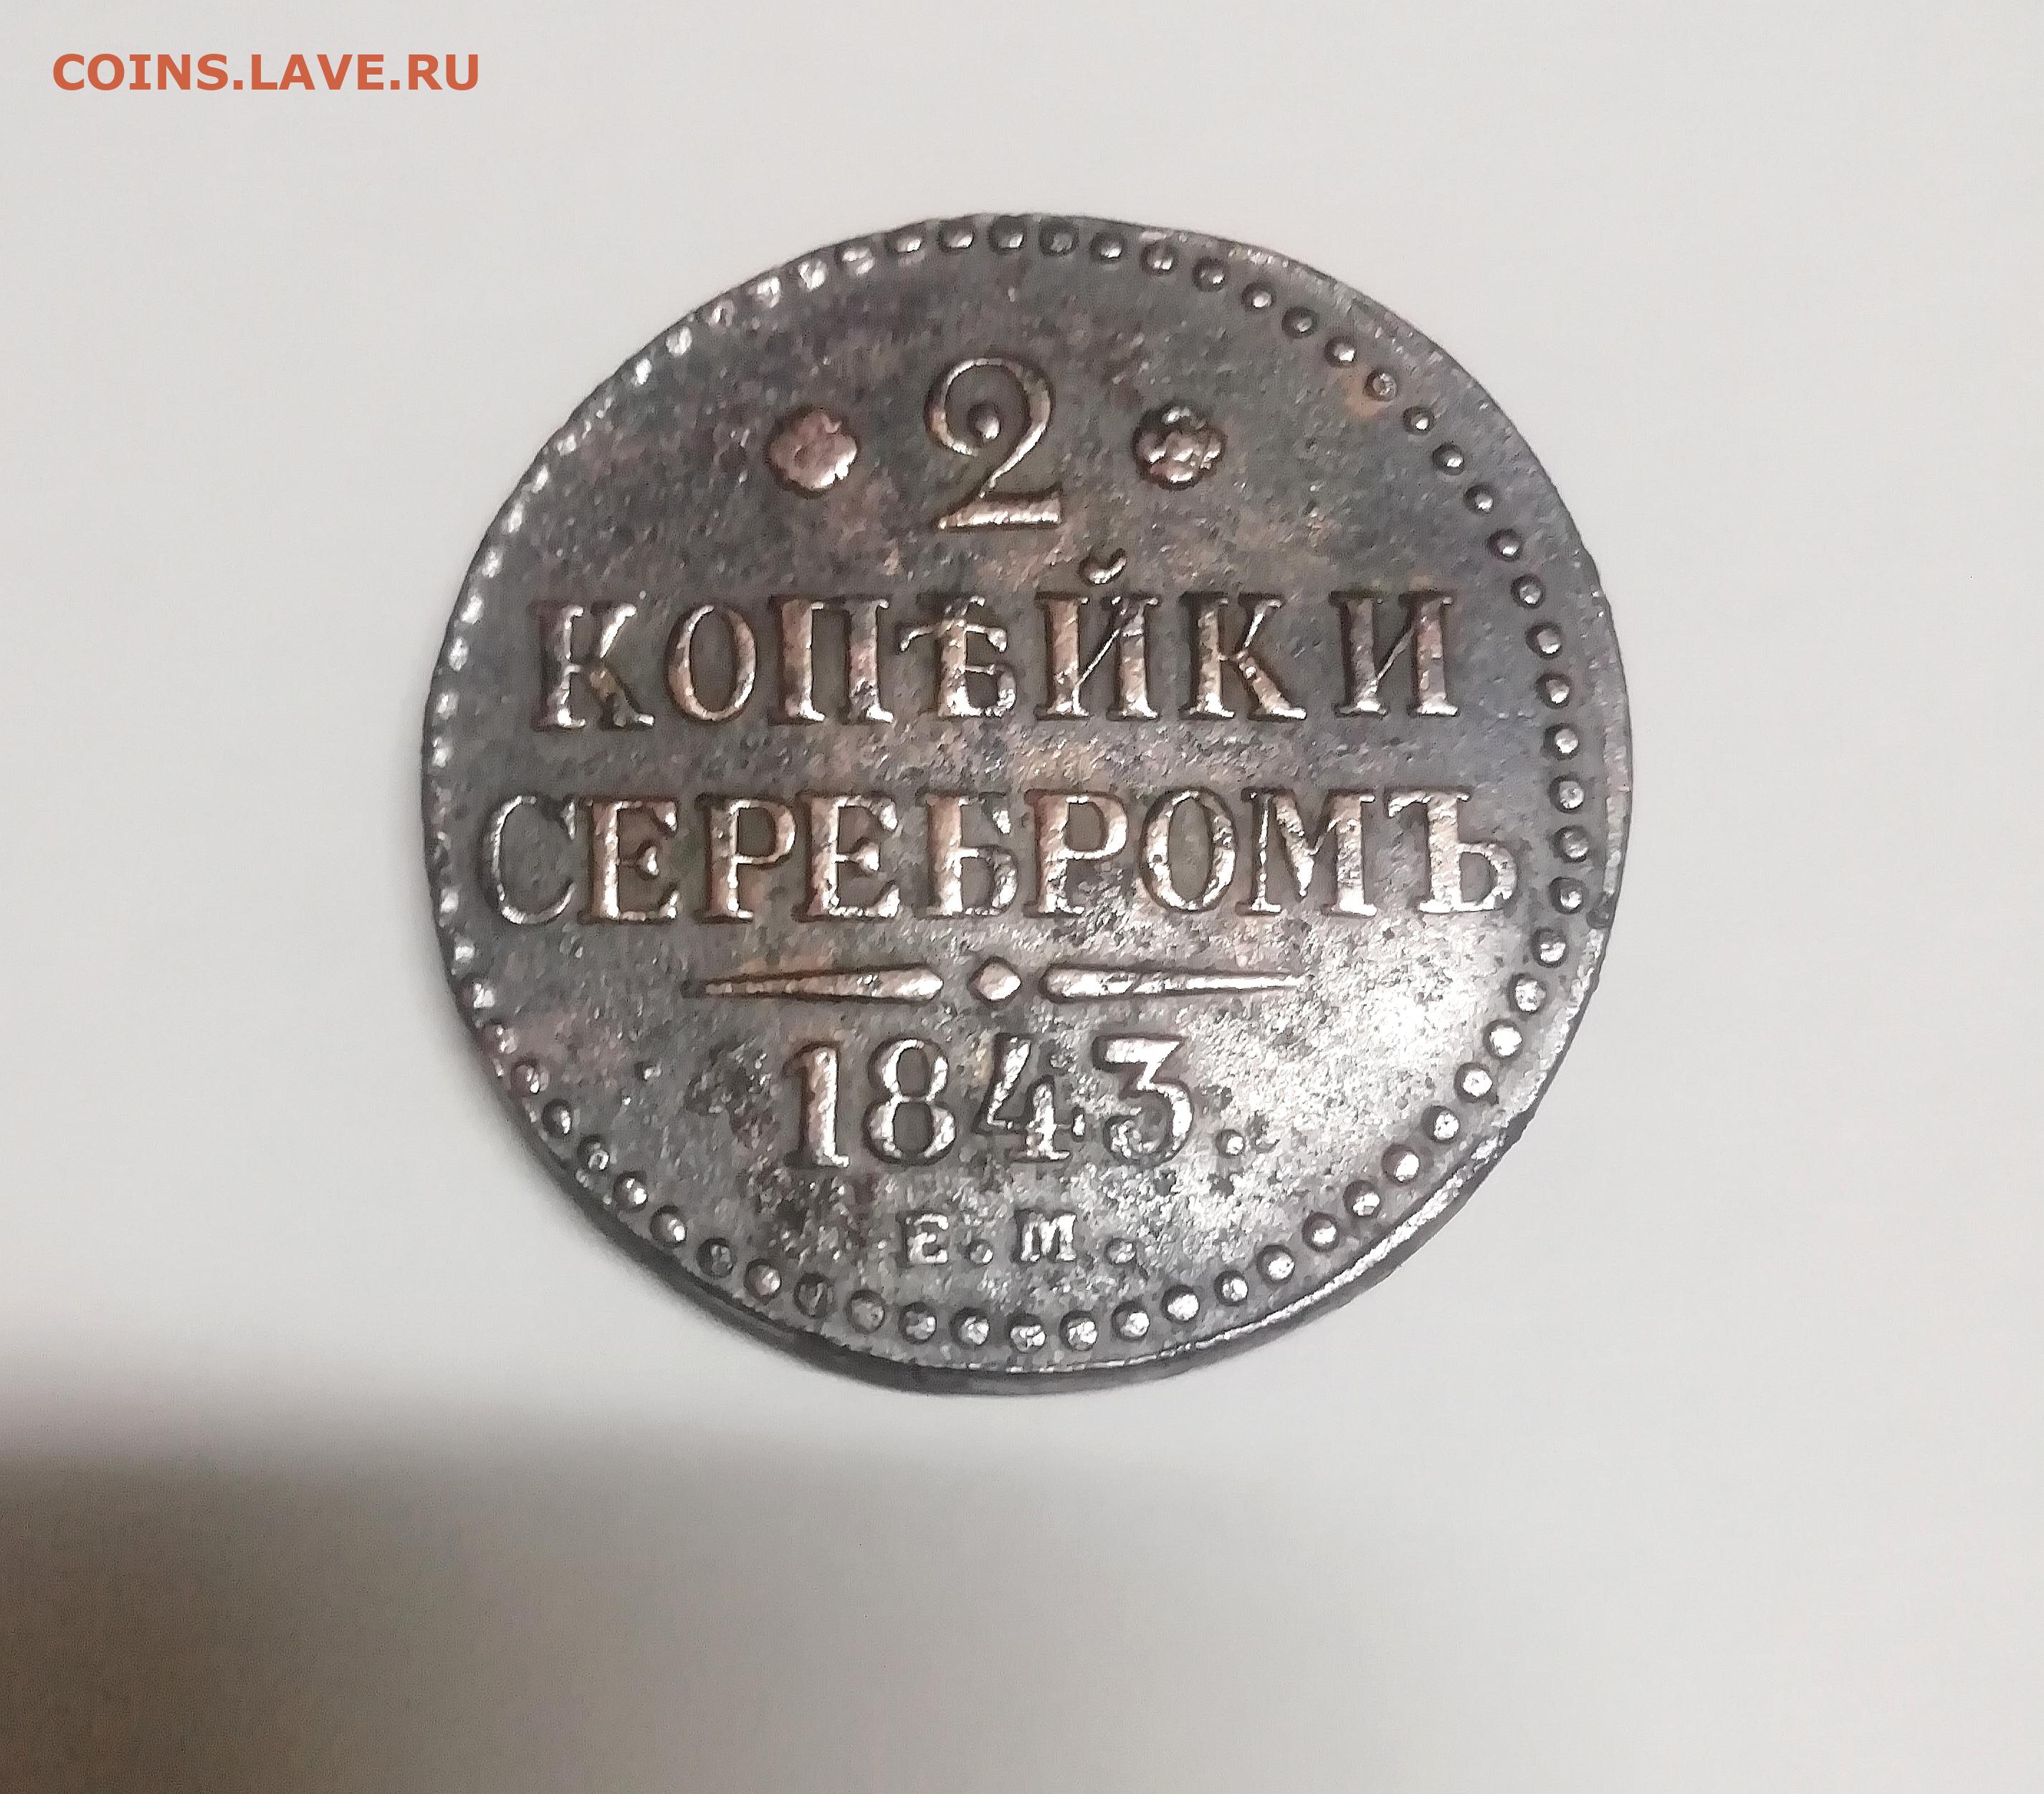 COINS.LAVE.RU
2
КОПѢЙКИ
СЕРЕБРОМЪ
1843.
Е.М.